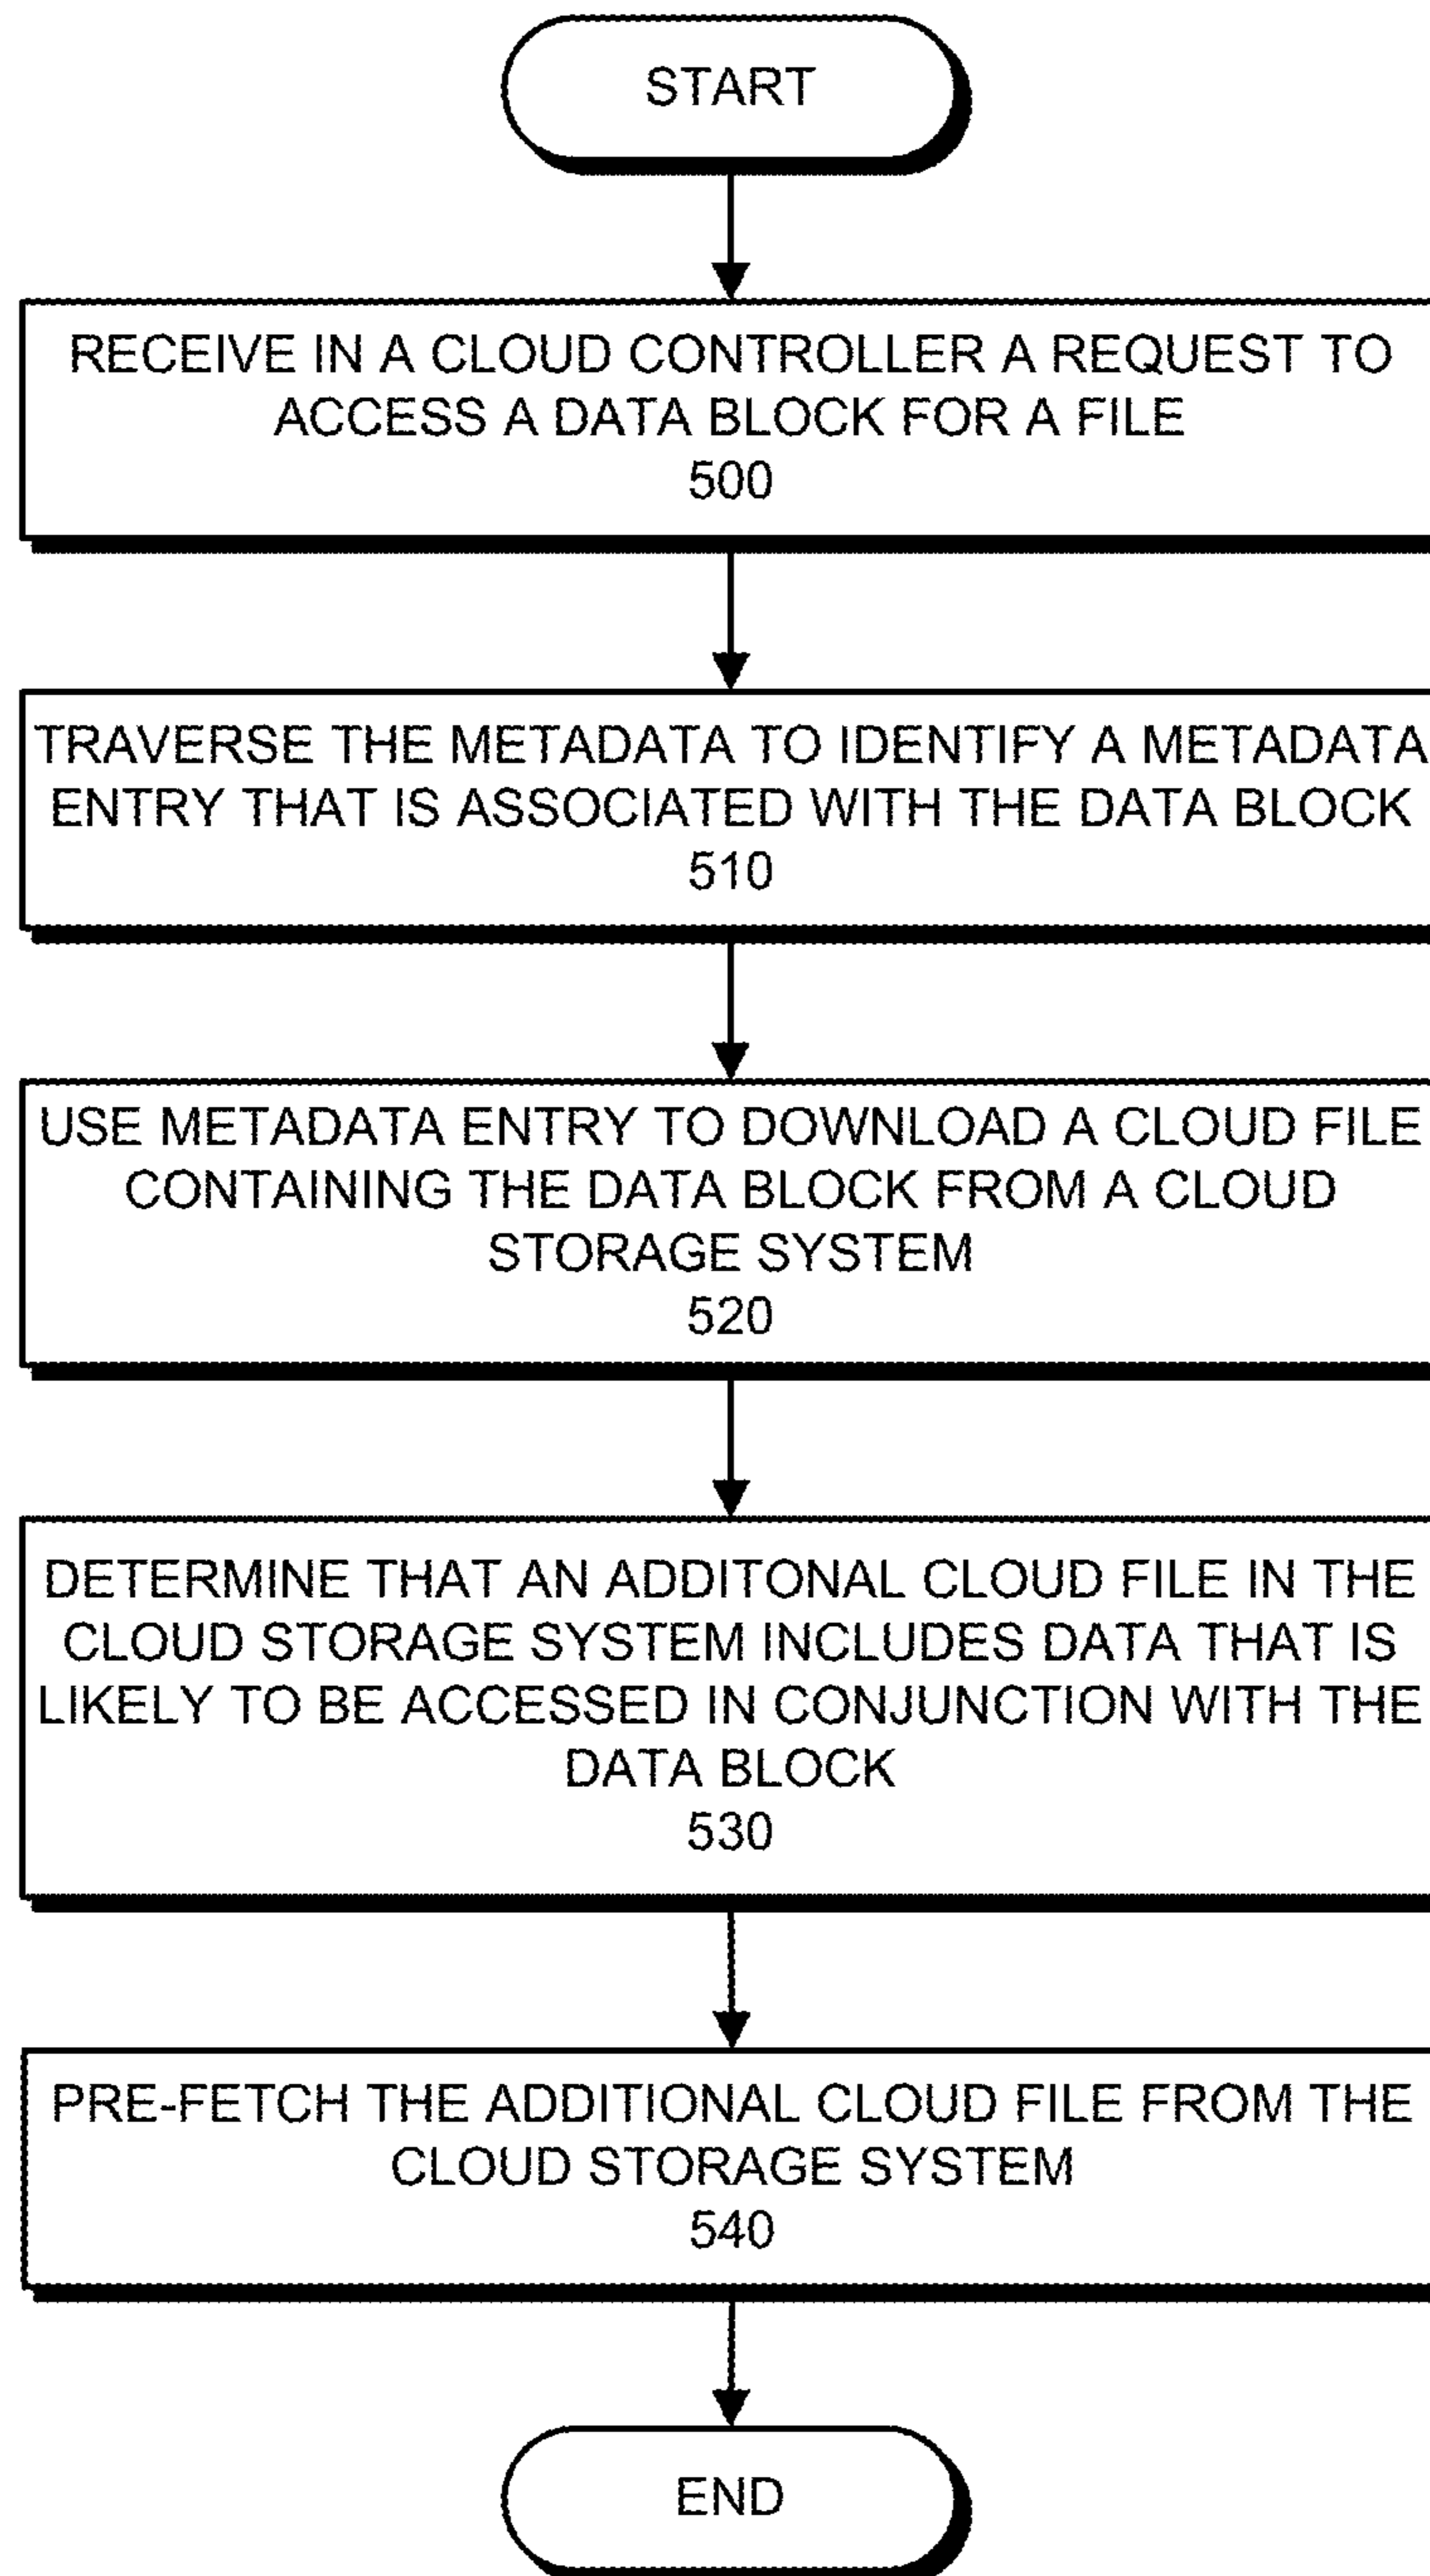 START
RECEIVE IN A CLOUD CONTROLLER A REQUEST TO
ACCESS A DATA BLOCK FOR A FILE
500
TRAVERSE THE METADATA TO IDENTIFY A METADATA
ENTRY THAT IS ASSOCIATED WITH THE DATA BLOCK
510
USE METADATA ENTRY TO DOWNLOAD A CLOUD FILE
CONTAINING THE DATA BLOCK FROM A CLOUD
STORAGE SYSTEM
520
DETERMINE THAT AN ADDITONAL CLOUD FILE IN THE
CLOUD STORAGE SYSTEM INCLUDES DATA THAT IS
LIKELY TO BE ACCESSED IN CONJUNCTION WITH THE
DATA BLOCK
530
PRE-FETCH THE ADDITIONAL CLOUD FILE FROM THE
CLOUD STORAGE SYSTEM
540
END